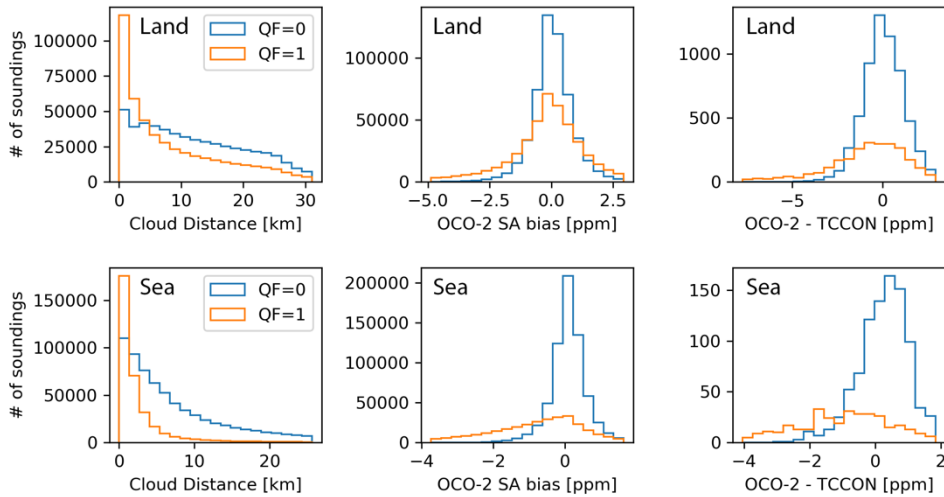 Land
QF=0
QF=1
# of soundings
100000
75000
50000
25000
0
0
10
20
30
Cloud Distance [km]
Land
100000
50000
0
-5.0
-2.5
0.0
2.5
OCO-2 SA bias [ppm]
Land
1000
500
0
-5
0
OCO-2 - TCCON [ppm]
Sea
QF=0
QF=1
# of soundings
150000
100000
50000
0
0
10
20
Cloud Distance [km]
Sea
200000
150000
100000
50000
0
−4
−2
0
OCO-2 SA bias [ppm]
Sea
150
100
50
0
−4
−2
0
2
OCO-2 - TCCON [ppm]